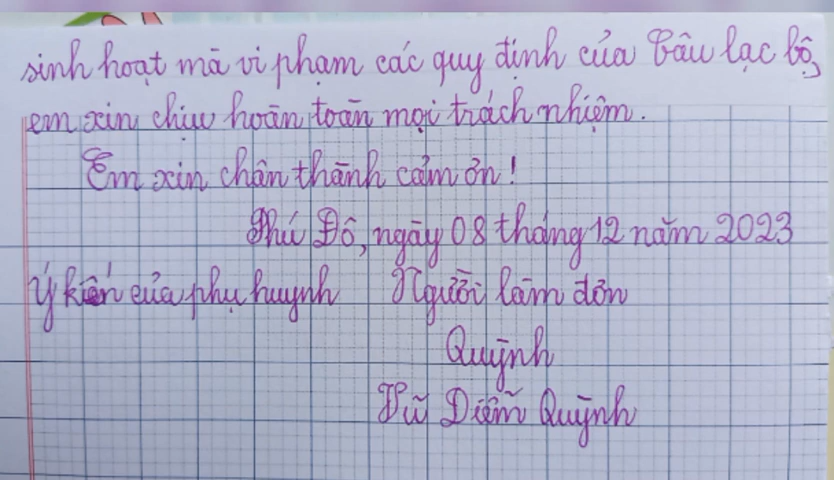 sinh hoạt mà vi phạm các quy định của Câu lạc bộ,
em xin chịu hoàn toàn mọi trách nhiệm.
Em xin chân thành cảm ơn!
Phú Đô, ngày 08 tháng 12 năm 2023
Ý kiến của phụ huynh Người làm đơn
Quỳnh
Vũ Diễm Quỳnh